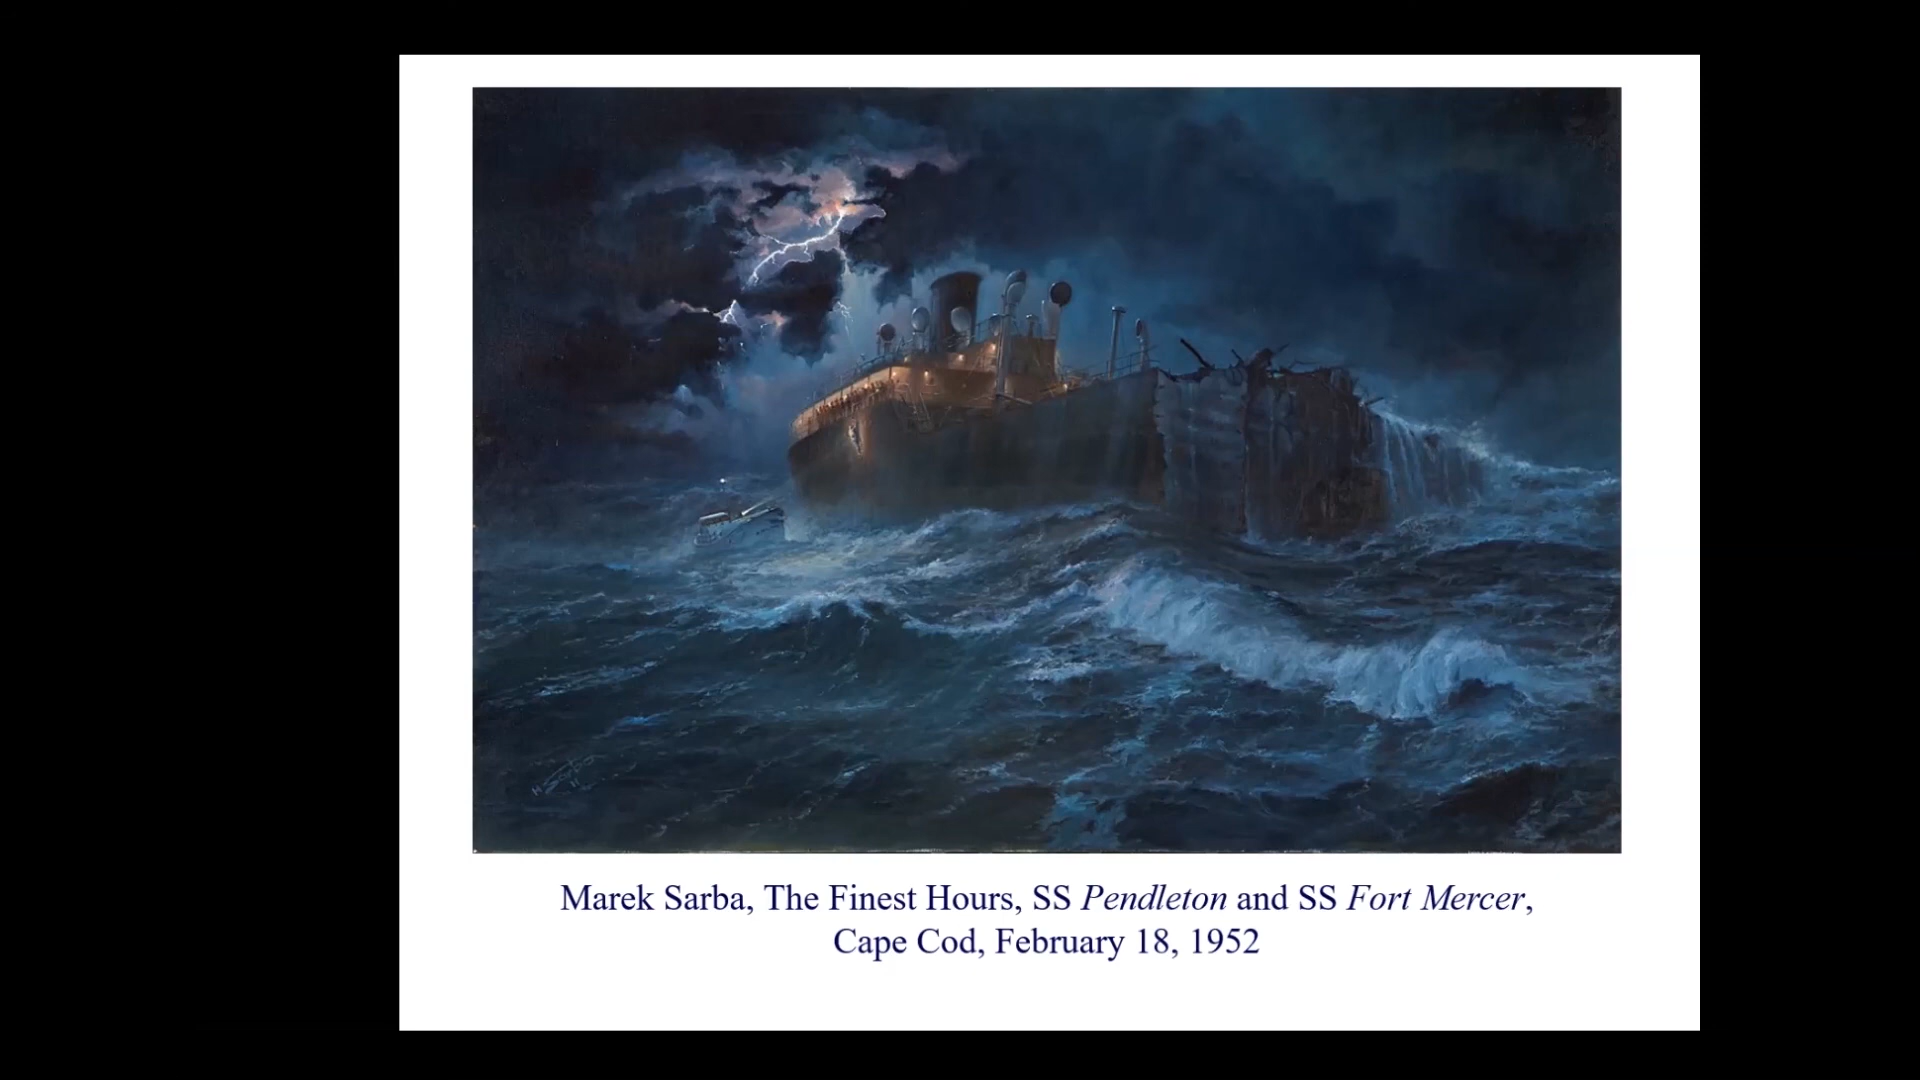 Marek Sarba, The Finest Hours, SS Pendleton and SS Fort Mercer,
Cape Cod, February 18, 1952